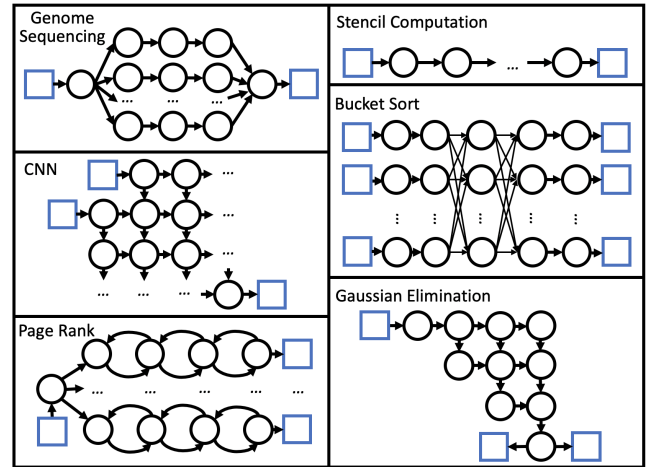 Genome
Sequencing
... ... ...
CNN
...
...
...
... ... ...
Page Rank
... ... ... ...
Stencil Computation
...
Bucket Sort
... ... ... ...
Gaussian Elimination